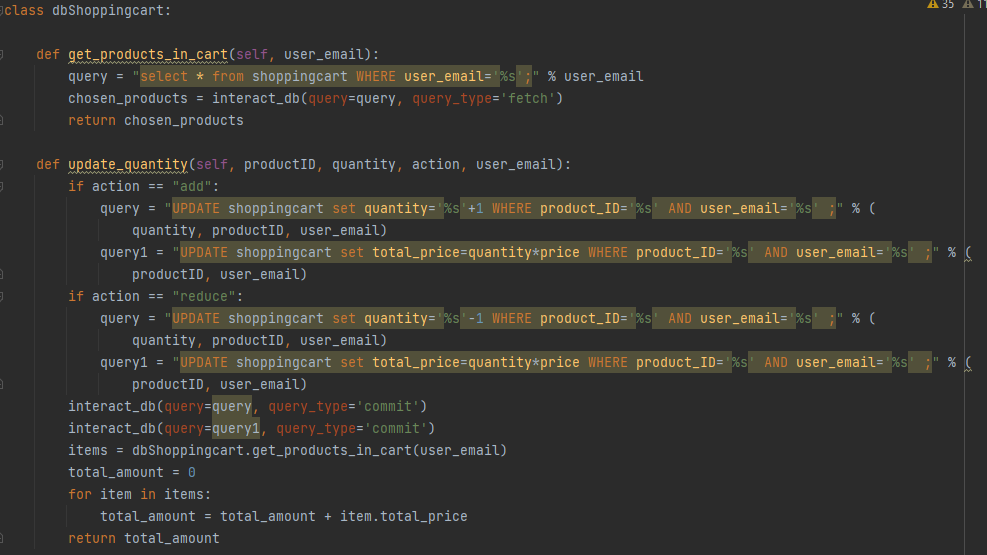 class dbShoppingcart:
35
def get_products_in_cart(self, user_email):
query = "select * from shoppingcart WHERE user_email='%s';" % user_email
chosen_products = interact_db(query=query, query_type='fetch')
return chosen_products
def update_quantity(self, productID, quantity, action, user_email):
if action == "add":
query = "UPDATE shoppingcart set quantity='%s'+1 WHERE product_ID='%s' AND user_email='%s' ;" % (
quantity, productID, user_email)
query1 = "UPDATE shoppingcart set total_price=quantity*price WHERE product_ID='%s' AND user_email='%s' ;" % (
productID, user_email)
if action == "reduce":
query = "UPDATE shoppingcart set quantity='%s'-1 WHERE product_ID='%s' AND user_email='%s' ;" % (
quantity, productID, user_email)
query1 = "UPDATE shoppingcart set total_price=quantity*price WHERE product_ID='%s' AND user_email='%s' ;" % (
productID, user_email)
interact_db(query=query, query_type='commit')
interact_db(query=query1, query_type='commit')
items = dbShoppingcart.get_products_in_cart(user_email)
total_amount = 0
for item in items:
total_amount = total_amount + item.total_price
return total_amount